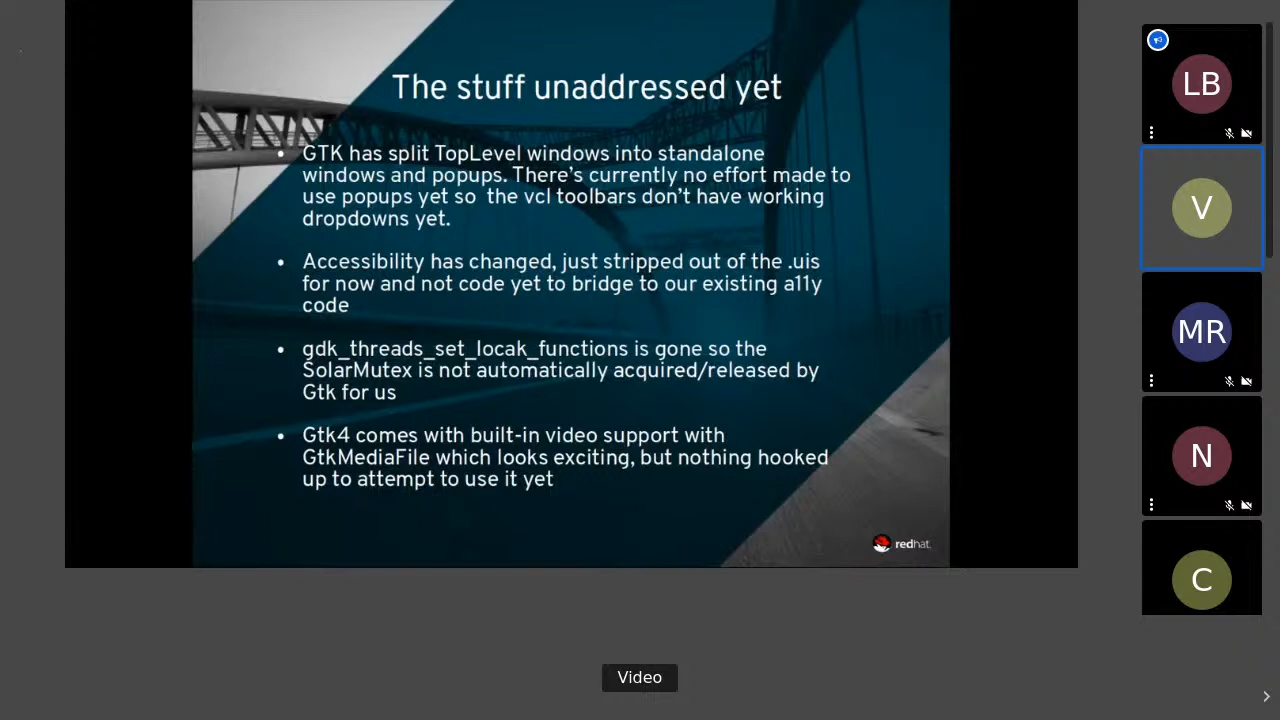 The stuff unaddressed yet
• GTK has split TopLevel windows into standalone
windows and popups. There's currently no effort made to
use popups yet so the vcl toolbars don't have working
dropdowns yet.
• Accessibility has changed, just stripped out of the .uis
for now and not code yet to bridge to our existing a11y
code
• gdk_threads_set_locak_functions is gone so the
SolarMutex is not automatically acquired/released by
Gtk for us
• Gtk4 comes with built-in video support with
GtkMediaFile which looks exciting, but nothing hooked
up to attempt to use it yet
redhat.
LB
V
MR
N
C
Video